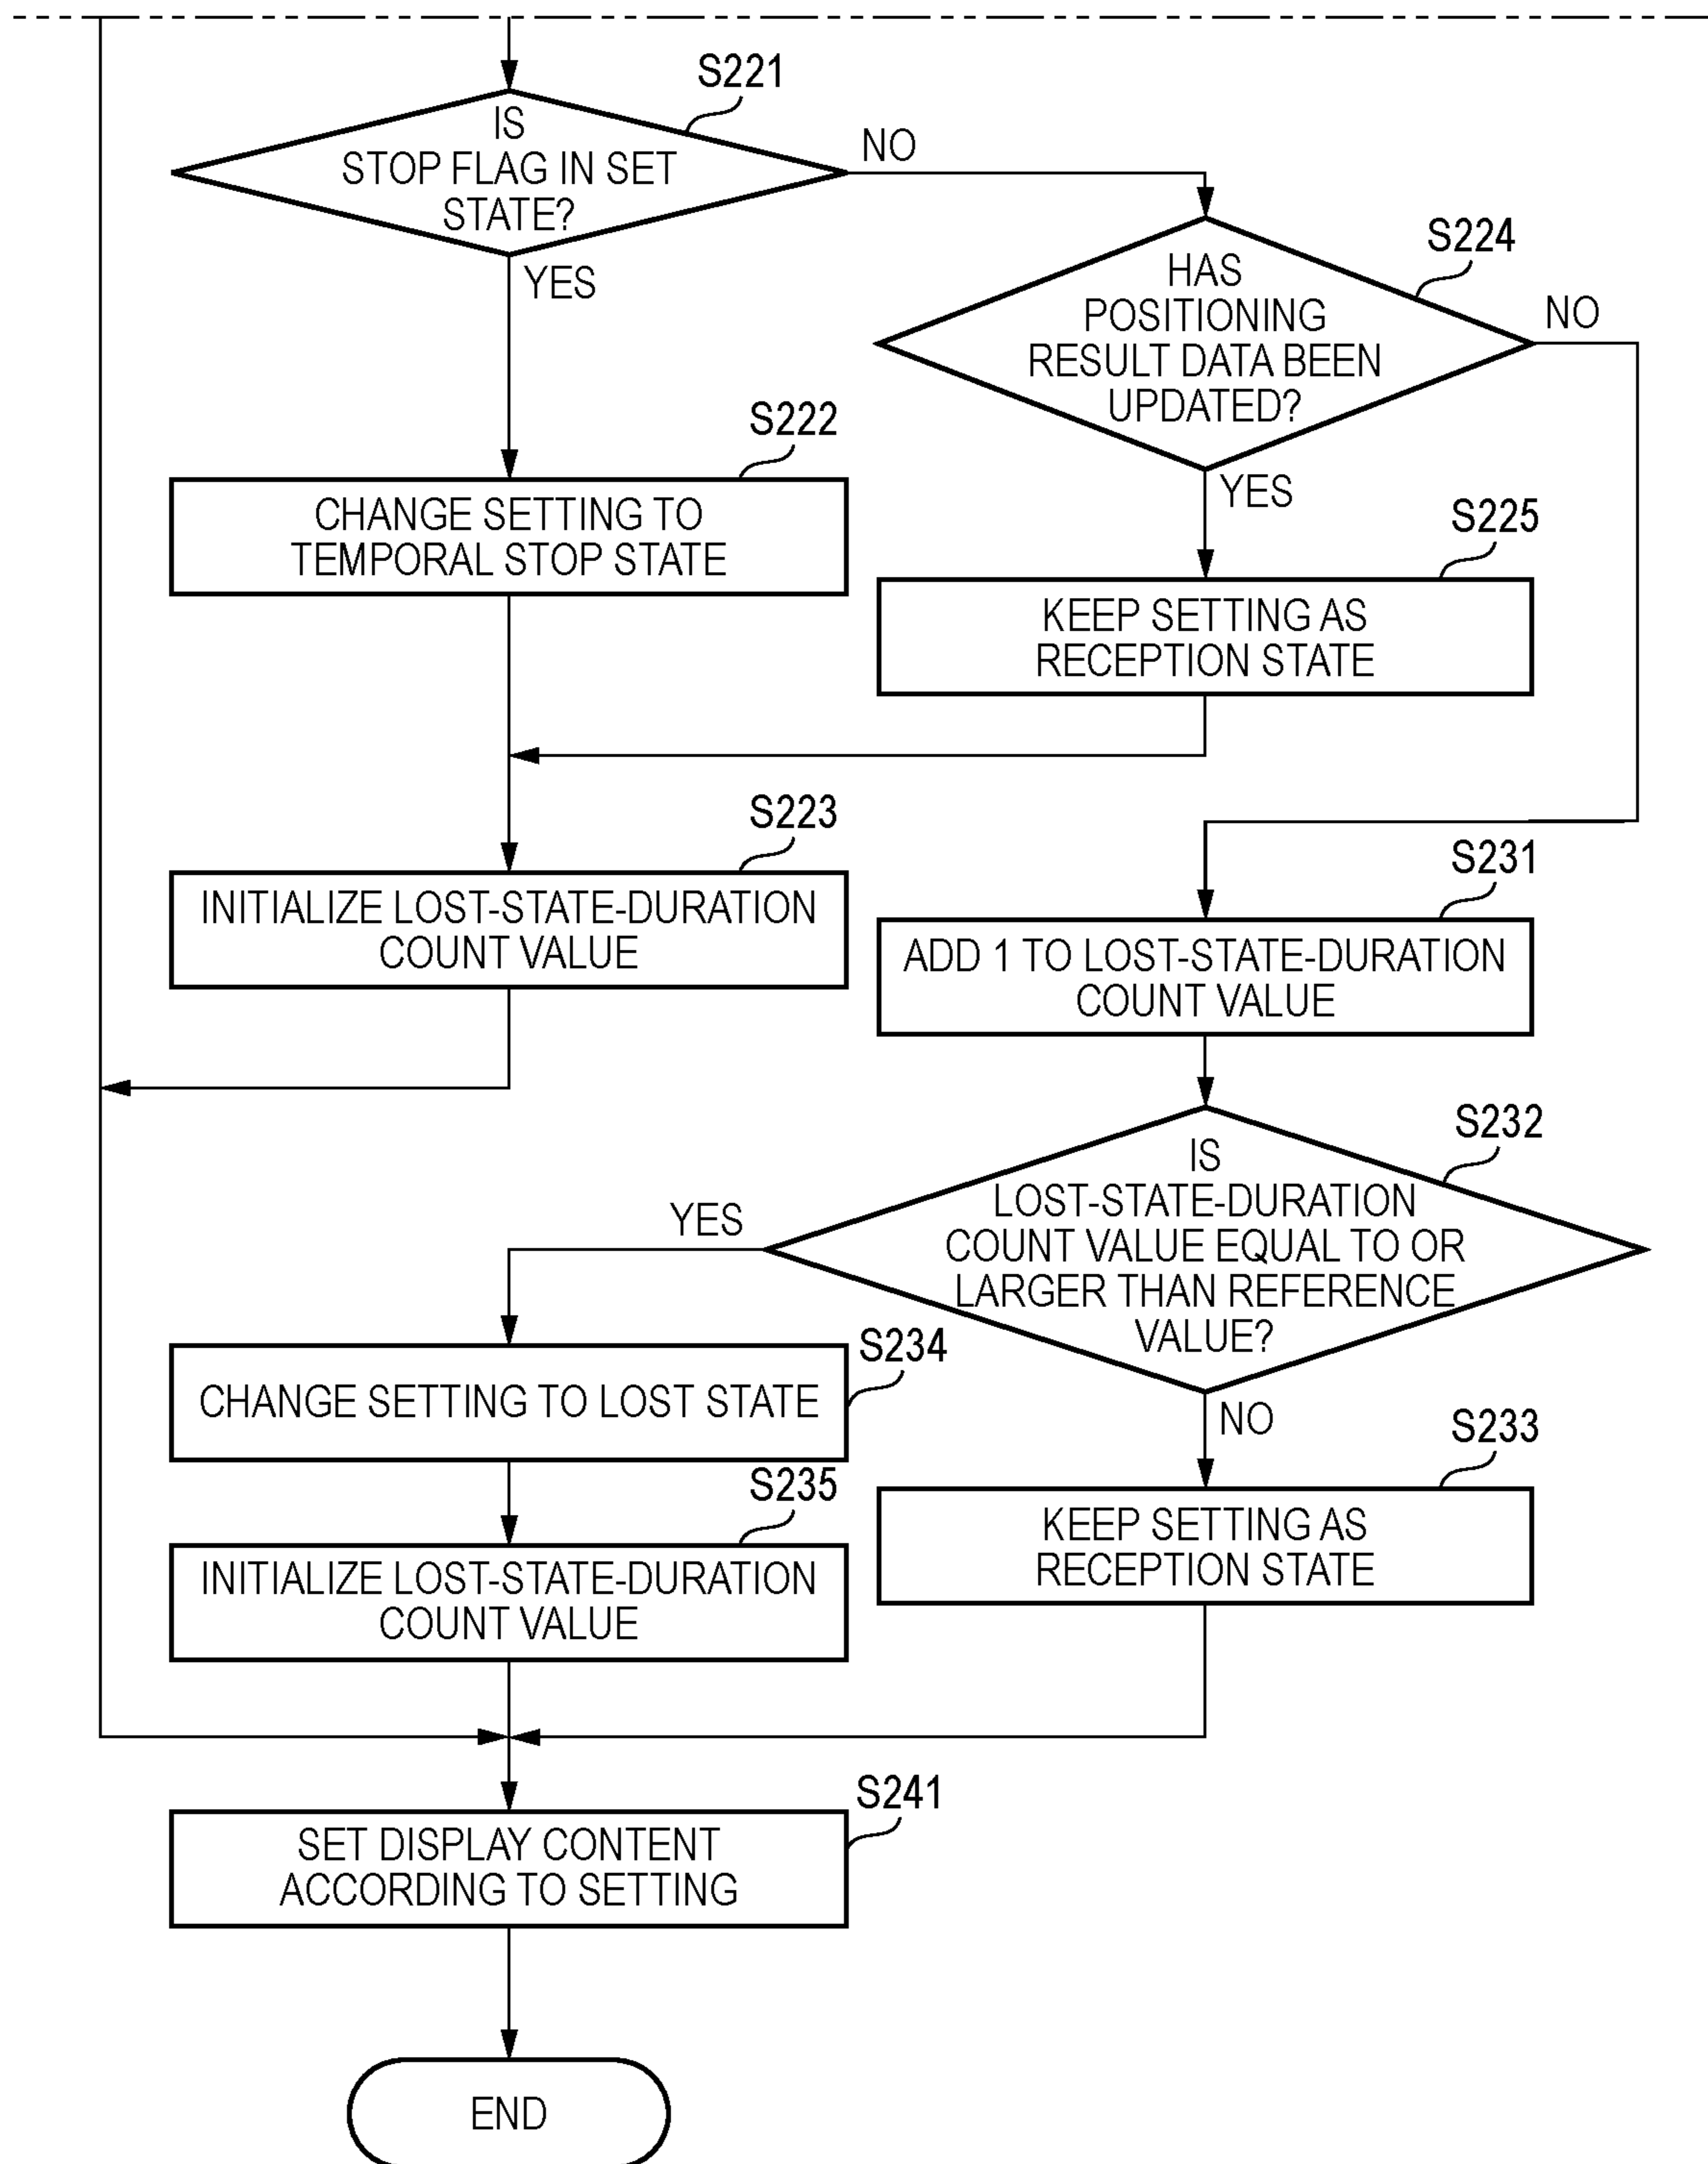 S221
IS
STOP FLAG IN SET
STATE?
NO
YES
S224
HAS
POSITIONING
RESULT DATA BEEN
UPDATED?
NO
YES
S222
CHANGE SETTING TO
TEMPORAL STOP STATE
S225
KEEP SETTING AS
RECEPTION STATE
S223
INITIALIZE LOST-STATE-DURATION
COUNT VALUE
S231
ADD 1 TO LOST-STATE-DURATION
COUNT VALUE
S232
IS
LOST-STATE-DURATION
COUNT VALUE EQUAL TO OR
LARGER THAN REFERENCE
VALUE?
YES
NO
S234
CHANGE SETTING TO LOST STATE
S233
KEEP SETTING AS
RECEPTION STATE
S235
INITIALIZE LOST-STATE-DURATION
COUNT VALUE
S241
SET DISPLAY CONTENT
ACCORDING TO SETTING
END